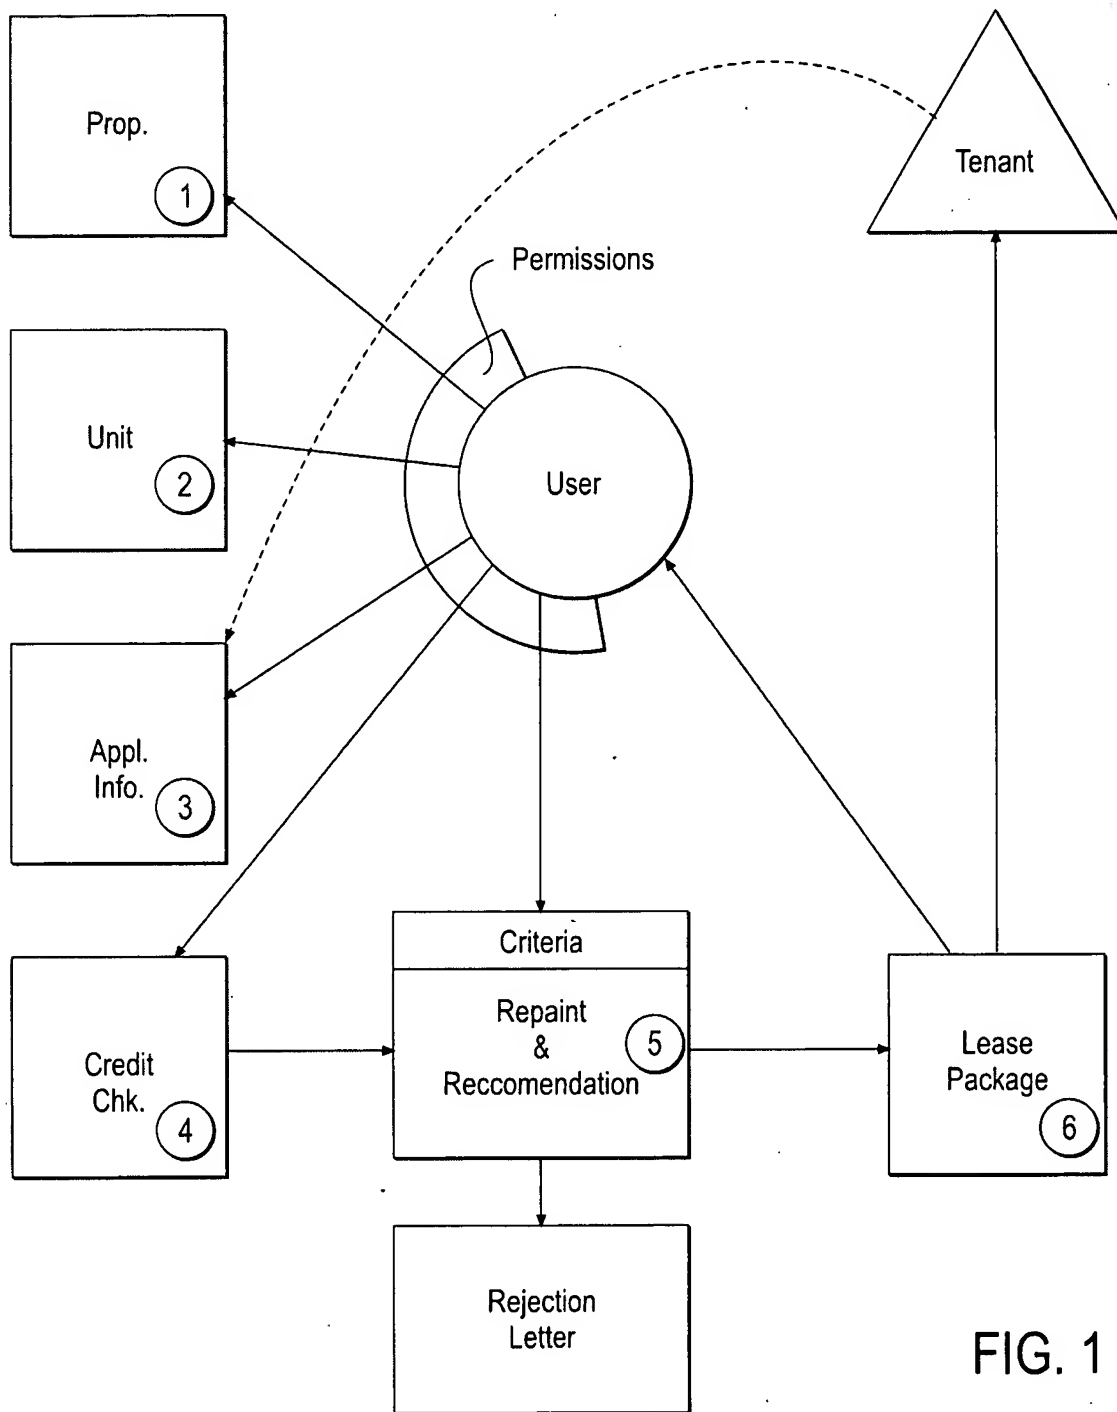 Prop.
1
Tenant
Permissions
Unit
2
User
Appl.
Info.
3
Criteria
Repaint
&
Reccomendation
5
Credit
Chk.
4
Lease
Package
6
Rejection
Letter
FIG. 1